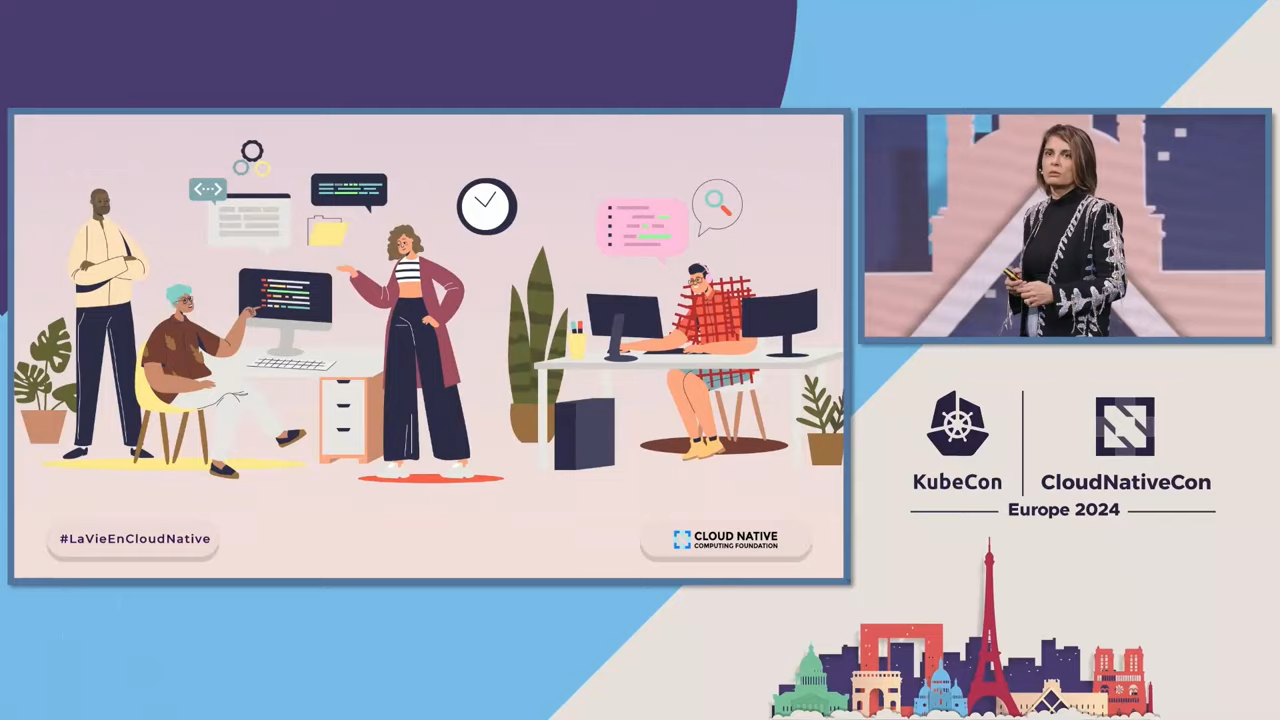 #LaVieEnCloudNative
CLOUD NATIVE
COMPUTING FOUNDATION
KubeCon
CloudNativeCon
Europe 2024